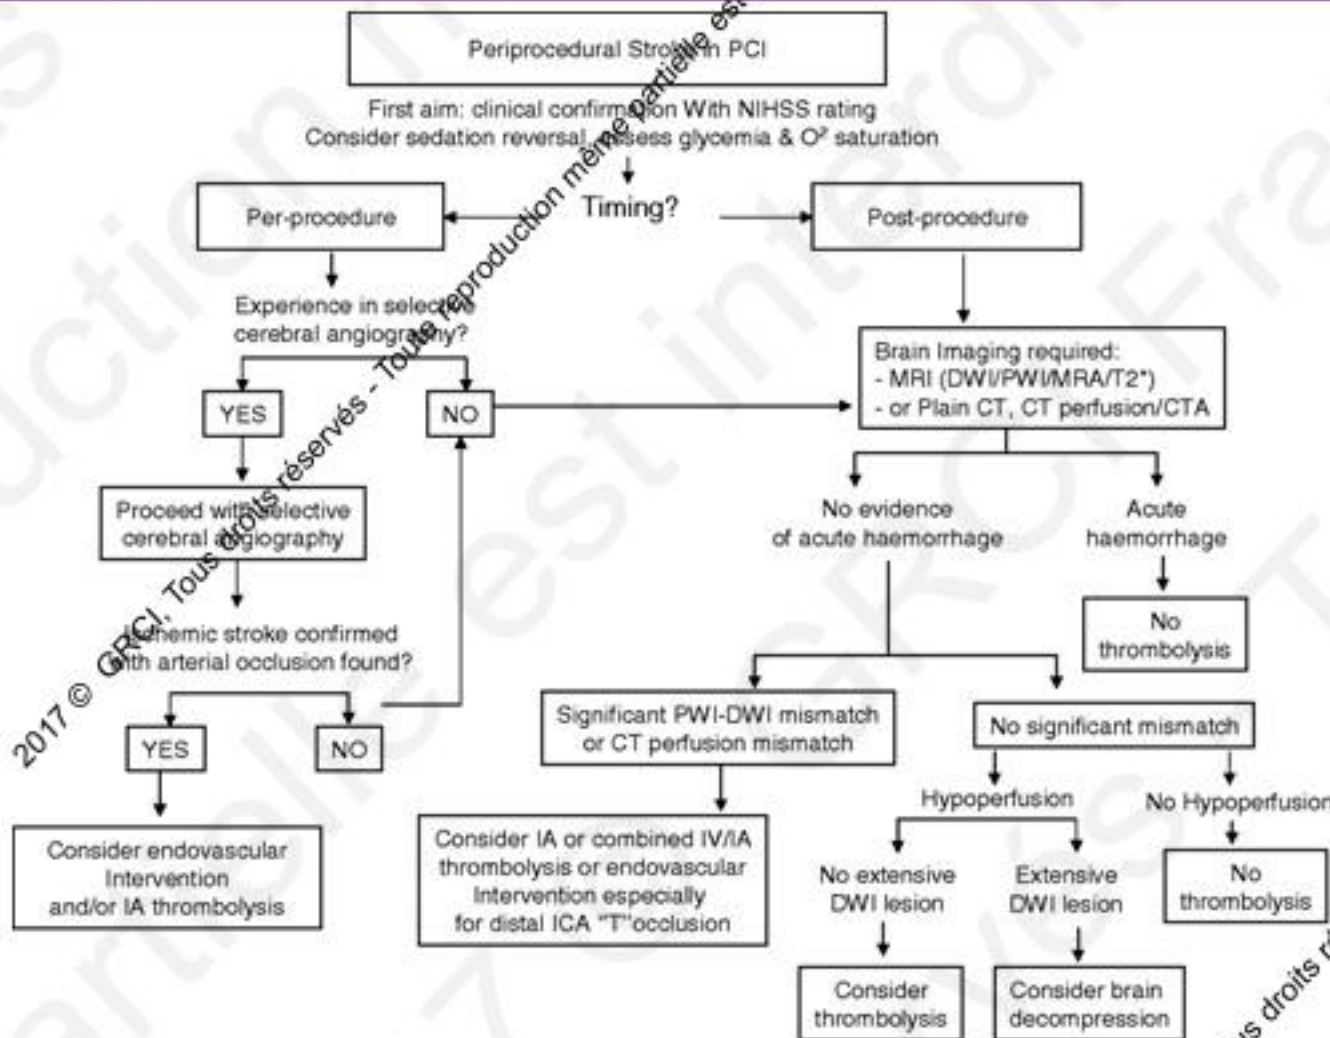 Periprocedural Stroke in PCI
First aim: clinical confirmation With NIHSS rating
Consider sedation reversal, assess glycemia & O² saturation
Timing?
Per-procedure
Post-procedure
Experience in selective
cerebral angiography?
YES
NO
Brain Imaging required:
- MRI (DWI/PWI/MRA/T2*)
- or Plain CT, CT perfusion/CTA
Proceed with selective
cerebral angiography
No evidence
of acute haemorrhage
Acute
haemorrhage
No
thrombolysis
Ischemic stroke confirmed
with arterial occlusion found?
YES
NO
Significant PWI-DWI mismatch
or CT perfusion mismatch
No significant mismatch
Hypoperfusion
No Hypoperfusion
Consider endovascular
Intervention
and/or IA thrombolysis
Consider IA or combined IV/IA
thrombolysis or endovascular
Intervention especially
for distal ICA "T"occlusion
No extensive
DWI lesion
Extensive
DWI lesion
No
thrombolysis
Consider
thrombolysis
Consider brain
decompression
2017 © GRCI, Tous droits réservés - Toute reproduction même partielle est
us droits ré